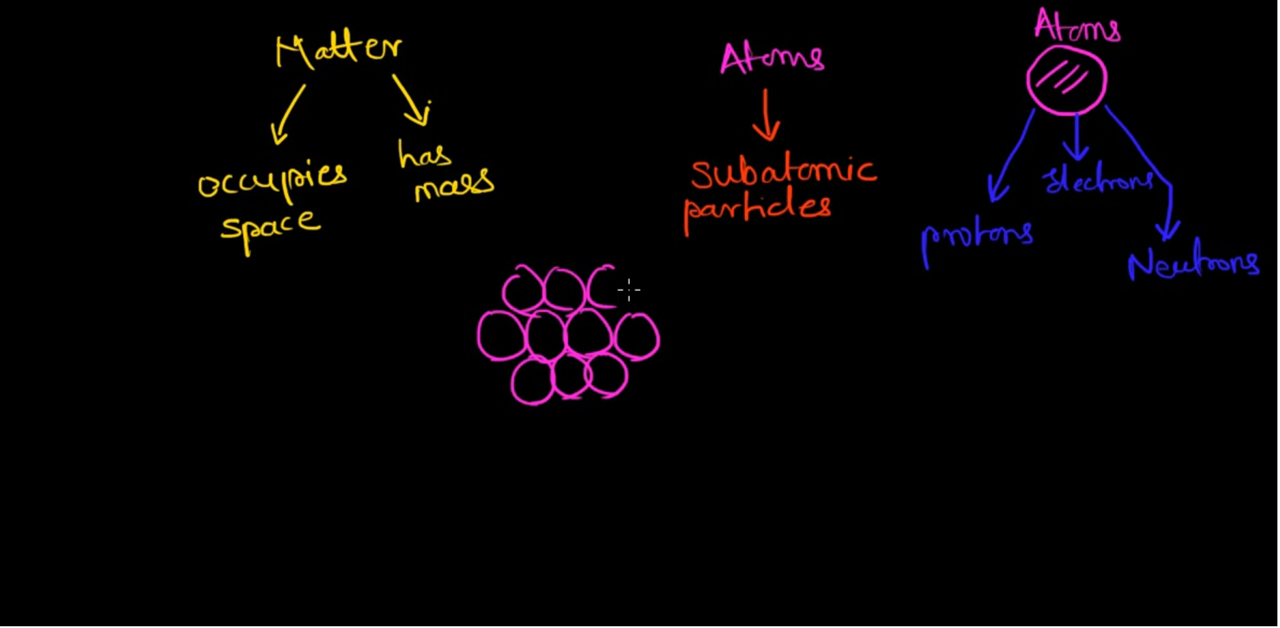 Matter
occupies
space
has
mass
Atoms
Subatomic
particles
Atoms
protons
Electrons
Neutrons